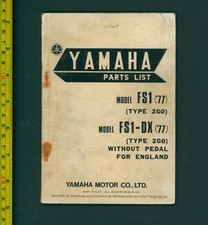 YAMAHA
PARTS LIST
MODEL FS1 ('77)
(TYPE 2G0)
MODEL FS1-DX ('77)
(TYPE 2G0)
WITHOUT PEDAL
FOR ENGLAND
YAMAHA MOTOR CO., LTD.